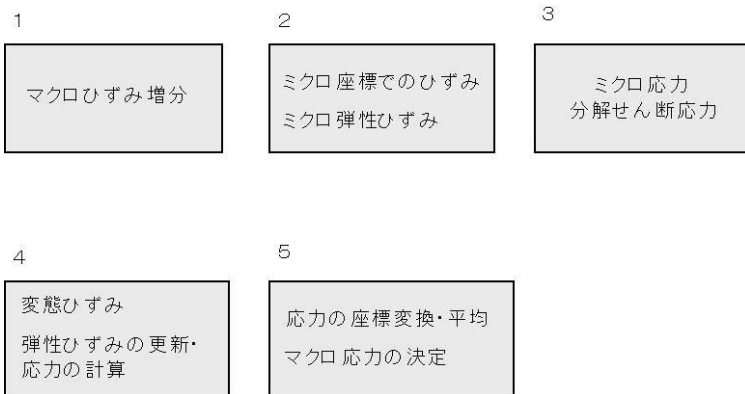 1
マクロひずみ増分
2
ミクロ座標でのひずみ
ミクロ弾性ひずみ
3
ミクロ応力
分解せん断応力
4
変態ひずみ
弾性ひずみの更新・
応力の計算
5
応力の座標変換・平均
マクロ応力の決定